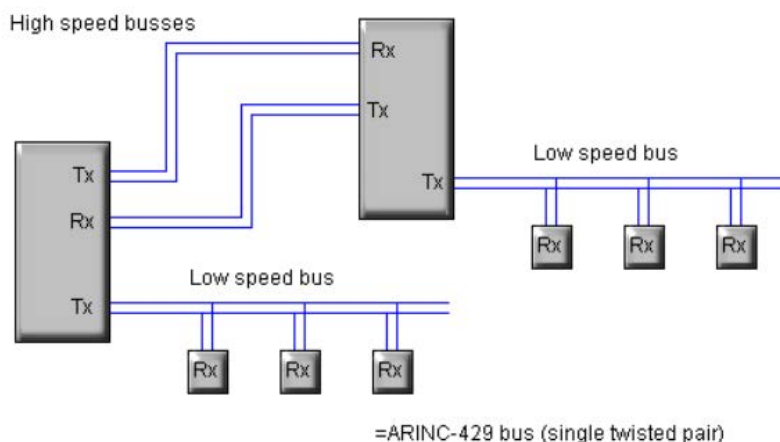 High speed busses
Rx
Tx
Tx
Low speed bus
Tx
Rx
Rx Rx Rx
Low speed bus
Tx
Rx Rx Rx
=ARINC-429 bus (single twisted pair)